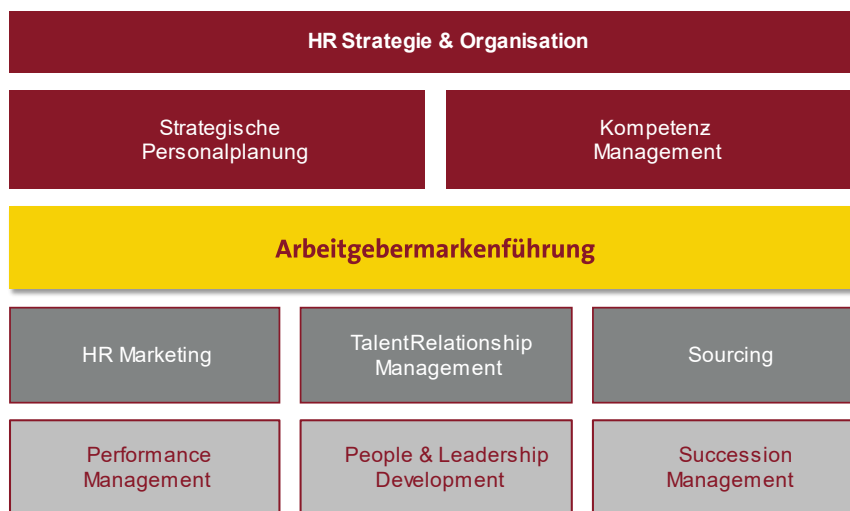 HR Strategie & Organisation
Strategische
Personalplanung
Kompetenz
Management
Arbeitgebermarkenführung
HR Marketing
TalentRelationship
Management
Sourcing
Performance
Management
People & Leadership
Development
Succession
Management